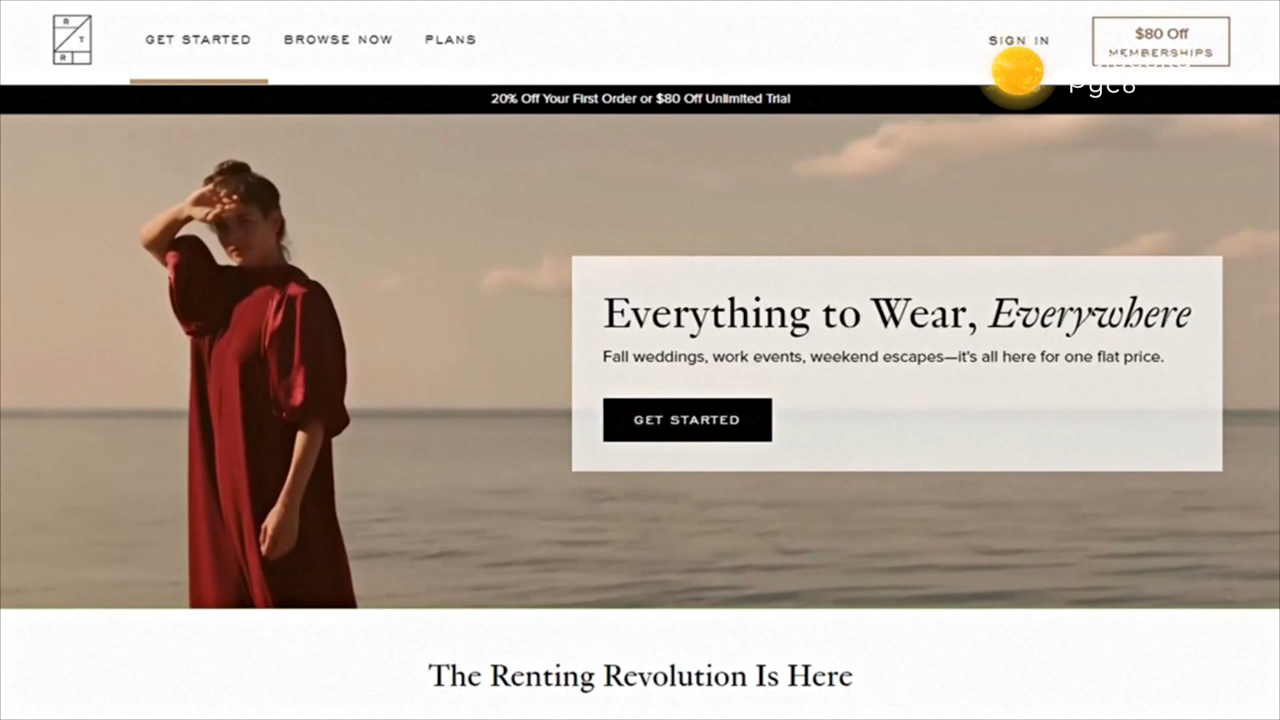 R
T
R
GET STARTED
BROWSE NOW
PLANS
SIGN IN
$80 Off
MEMBERSHIPS
20% Off Your First Order or $80 Off Unlimited Trial
Everything to Wear, Everywhere
Fall weddings, work events, weekend escapes—it's all here for one flat price.
GET STARTED
The Renting Revolution Is Here